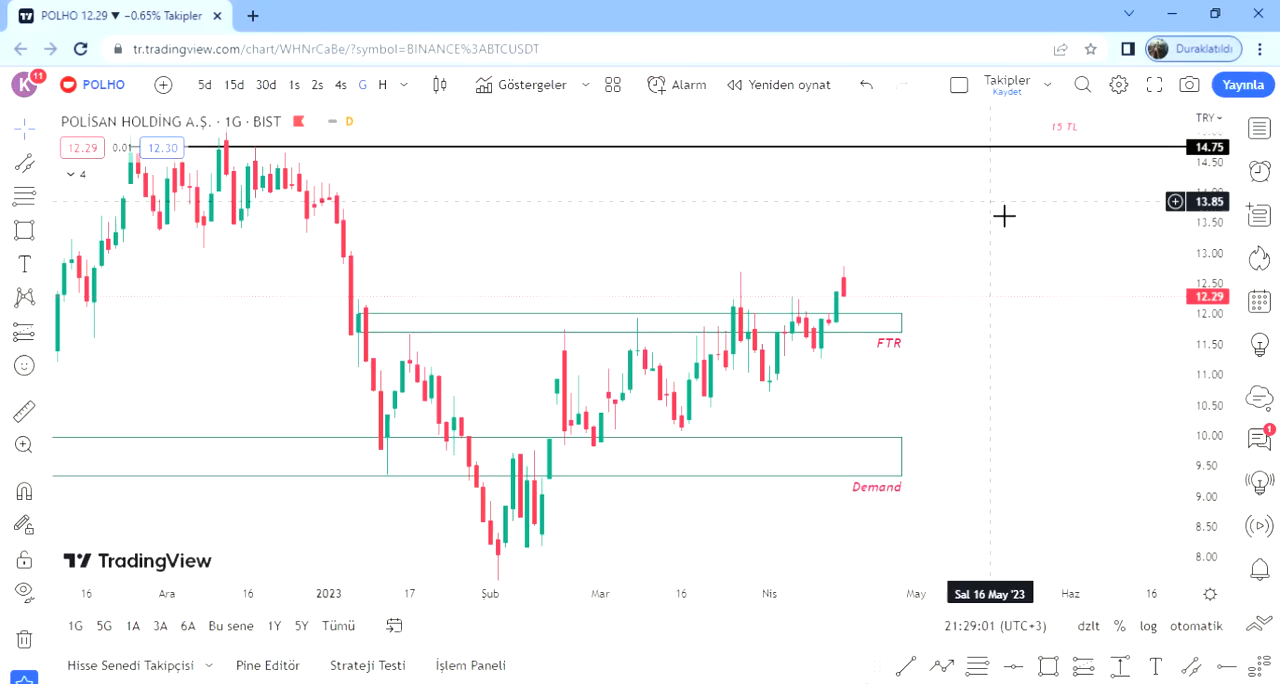 POLHO 12.29 ▼ −0.65% Takipler
tr.tradingview.com/chart/WHNrCaBe/?symbol=BINANCE%3ABTCUSDT
Duraklatıldı
K 11 POLHO 5d 15d 30d 1s 2s 4s G H Göstergeler Alarm Yeniden oynat Takipler Kaydet Yayınla
POLİSAN HOLDİNG A.Ş. · 1G · BIST D
12.29 0.01 12.30
4
15 TL
TRY
14.75
14.50
13.85
13.50
13.00
12.50
12.29
12.00
11.50
11.00
10.50
10.00
9.50
9.00
8.50
8.00
FTR
Demand
1
TradingView
16 Ara 16 2023 17 Şub Mar 16 Nis May Sal 16 May '23 Haz 16
1G 5G 1A 3A 6A Bu sene 1Y 5Y Tümü 21:29:01 (UTC+3) dzlt % log otomatik
Hisse Senedi Takipçisi Pine Editör Strateji Testi İşlem Paneli